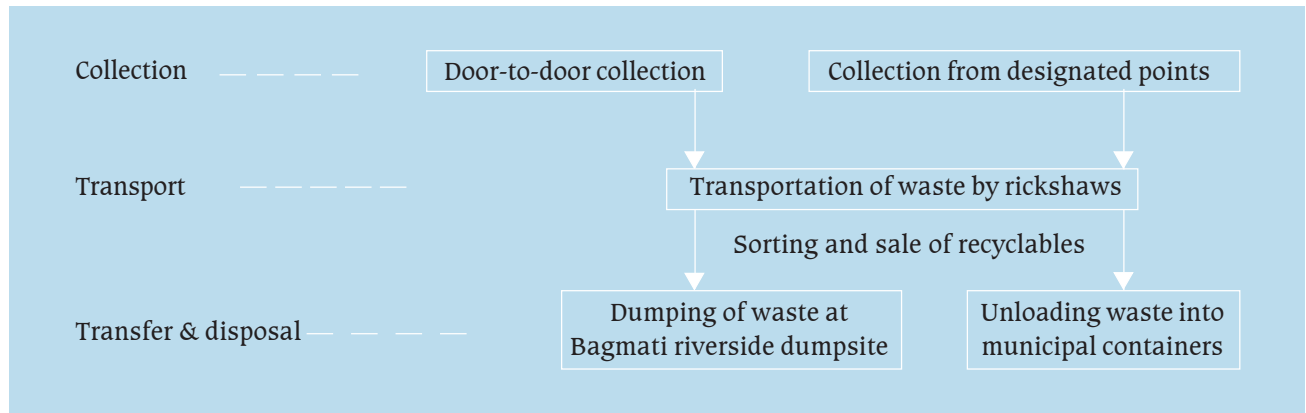 Collection
Door-to-door collection
Collection from designated points
Transport
Transportation of waste by rickshaws
Sorting and sale of recyclables
Transfer & disposal
Dumping of waste at
Bagmati riverside dumpsite
Unloading waste into
municipal containers